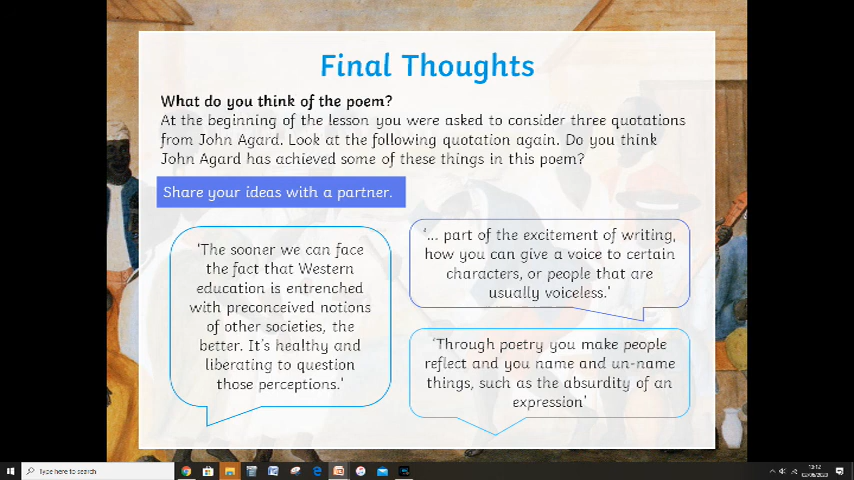 Final Thoughts
What do you think of the poem?
At the beginning of the lesson you were asked to consider three quotations
from John Agard. Look at the following quotation again. Do you think
John Agard has achieved some of these things in this poem?
Share your ideas with a partner.
'The sooner we can face
the fact that Western
education is entrenched
with preconceived notions
of other societies, the
better. It's healthy and
liberating to question
those perceptions.'
'... part of the excitement of writing,
how you can give a voice to certain
characters, or people that are
usually voiceless.'
'Through poetry you make people
reflect and you name and un-name
things, such as the absurdity of an
expression'
Type here to search
10:12
02/06/2020